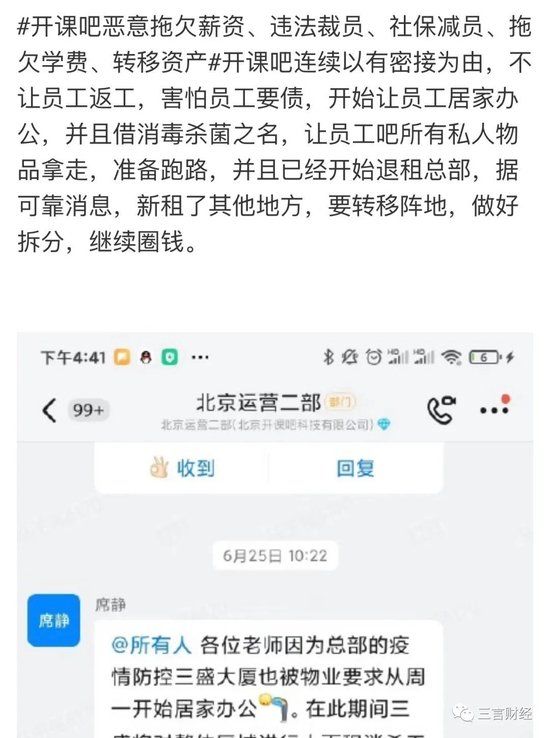 #开课吧恶意拖欠薪资、违法裁员、社保减员、拖
欠学费、转移资产#开课吧连续以有密接为由，不
让员工返工，害怕员工要债，开始让员工居家办
公，并且借消毒杀菌之名，让员工吧所有私人物
品拿走，准备跑路，并且已经开始退租总部，据
可靠消息，新租了其他地方，要转移阵地，做好
拆分，继续圈钱。
下午4:41 ... HD HD 6
99+ 北京运营二部 部门
北京运营二部(北京开课吧科技有限公司)
收到 回复
6月25日 10:22
席静 席静
@所有人 各位老师因为总部的疫
情防控三盛大厦也被物业要求从周
一开始居家办公。在此期间三
三言财经